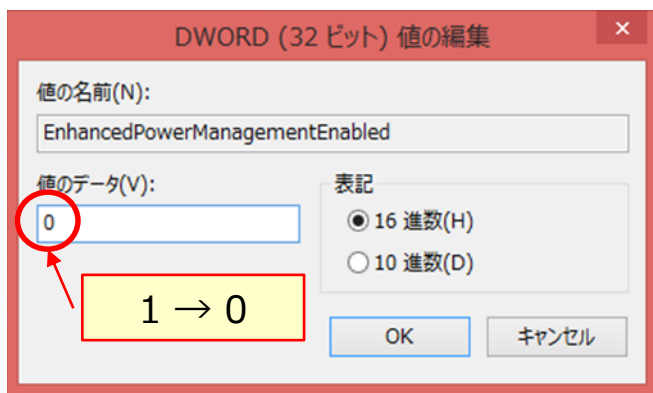 DWORD (32 ビット) 値の編集
×
値の名前(N):
EnhancedPowerManagementEnabled
値のデータ(V):
0
表記
16 進数(H)
10 進数(D)
1 → 0
OK
キャンセル